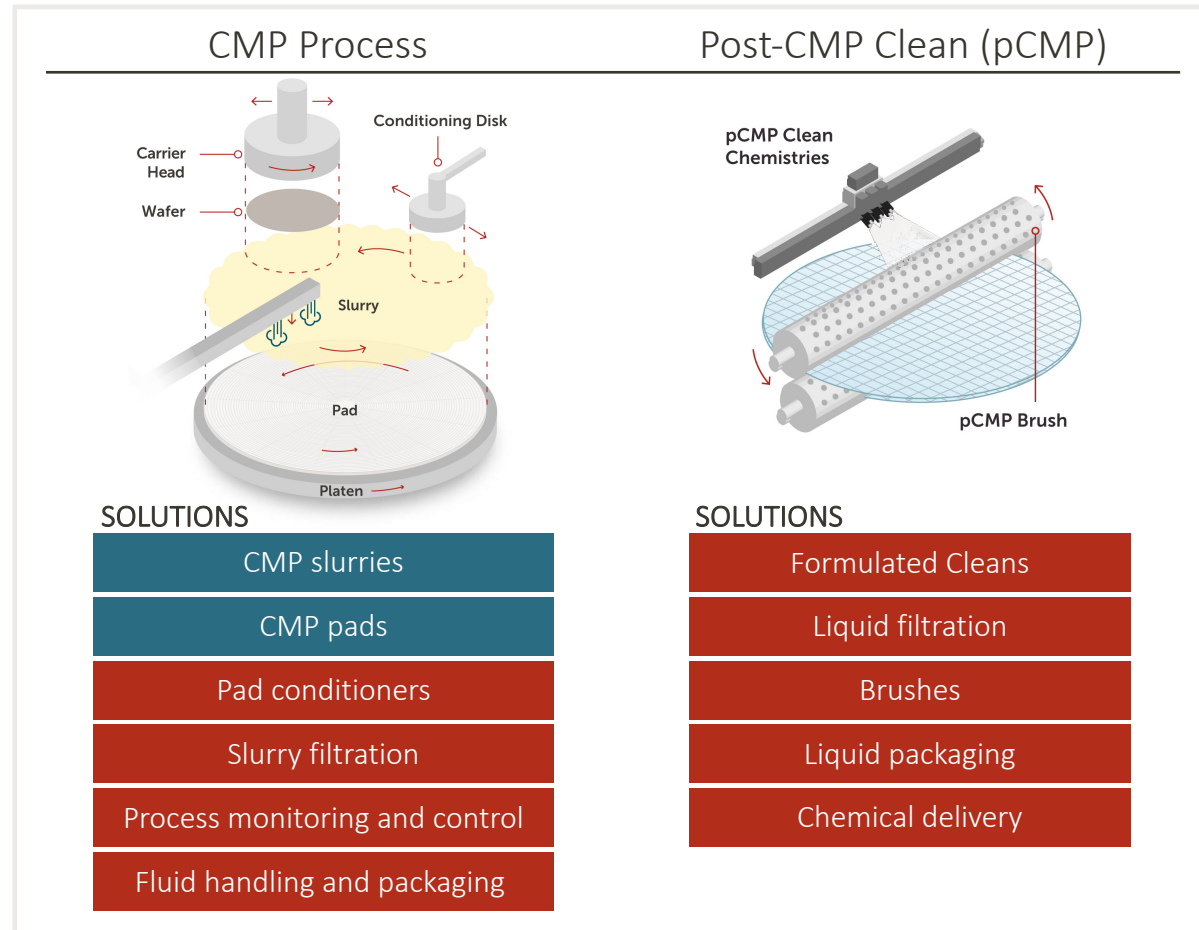 CMP Process
Post-CMP Clean (pCMP)
Conditioning Disk
Carrier
Head
Wafer
Slurry
Pad
Platen
pCMP Clean
Chemistries
pCMP Brush
SOLUTIONS
CMP slurries
CMP pads
Pad conditioners
Slurry filtration
Process monitoring and control
Fluid handling and packaging
SOLUTIONS
Formulated Cleans
Liquid filtration
Brushes
Liquid packaging
Chemical delivery